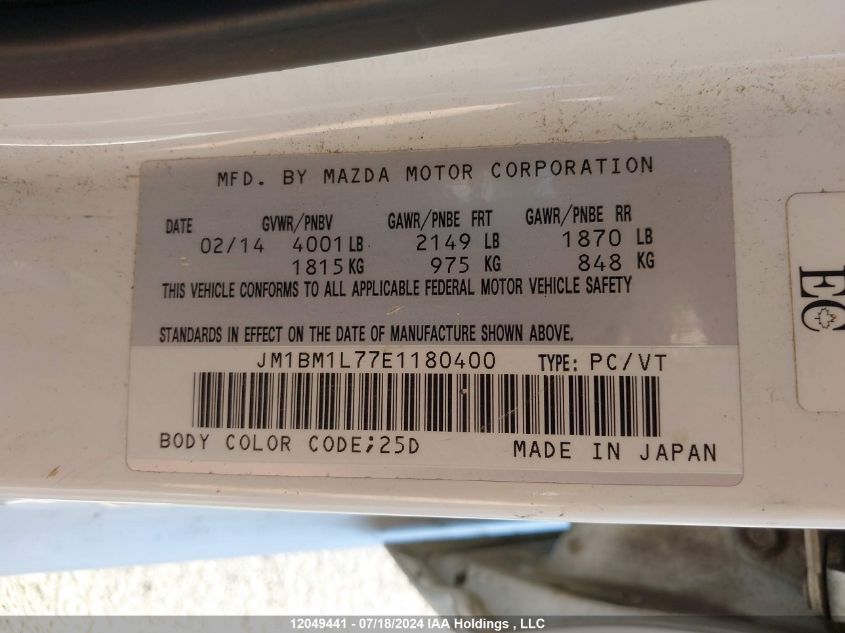 MFD. BY MAZDA MOTOR CORPORATION
DATE GVWR/PNBV GAWR/PNBE FRT GAWR/PNBE RR
02/14 4001 LB 2149 LB 1870 LB
1815 KG 975 KG 848 KG
THIS VEHICLE CONFORMS TO ALL APPLICABLE FEDERAL MOTOR VEHICLE SAFETY
STANDARDS IN EFFECT ON THE DATE OF MANUFACTURE SHOWN ABOVE.
JM1BM1L77E1180400 TYPE: PC/VT
BODY COLOR CODE;25D MADE IN JAPAN
EC
12049441 - 07/18/2024 IAA Holdings , LLC